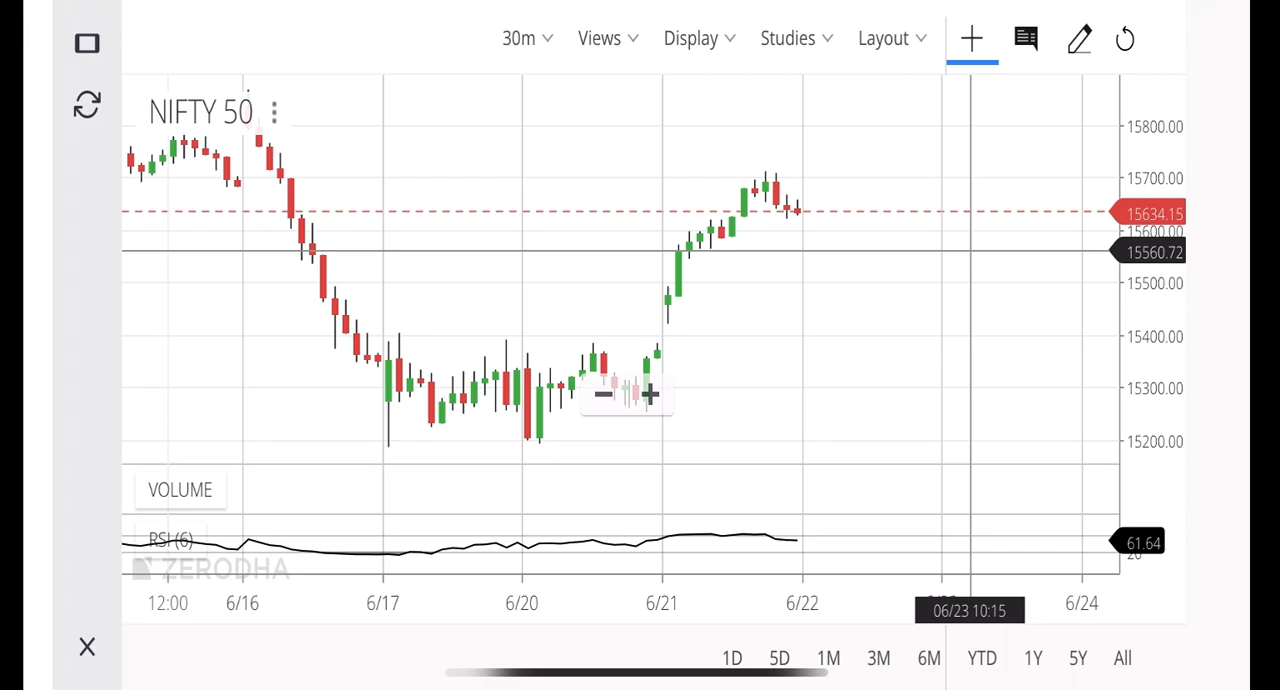 30m Views Display Studies Layout
NIFTY 50
15800.00
15700.00
15634.15
15600.00
15560.72
15500.00
15400.00
15300.00
15200.00
VOLUME
RSI (6)
61.64
20
ZERODHA
12:00 6/16 6/17 6/20 6/21 6/22 6/24
06/23 10:15
1D 5D 1M 3M 6M YTD 1Y 5Y All